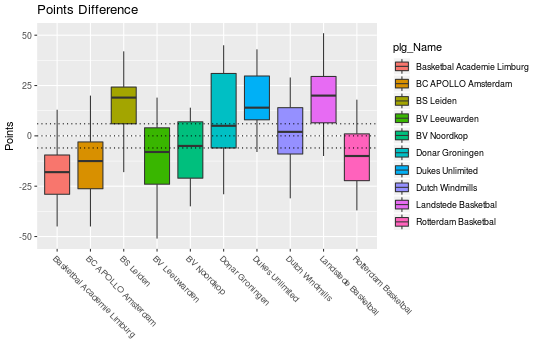 Points Difference
50
25
0
-25
-50
Points
Basketbal Academie Limburg
BC APOLLO Amsterdam
BS Leiden
BV Leeuwarden
BV Noordkop
Donar Groningen
Dukes Unlimited
Dutch Windmills
Landstede Basketbal
Rotterdam Basketbal
plg_Name
Basketbal Academie Limburg
BC APOLLO Amsterdam
BS Leiden
BV Leeuwarden
BV Noordkop
Donar Groningen
Dukes Unlimited
Dutch Windmills
Landstede Basketbal
Rotterdam Basketbal